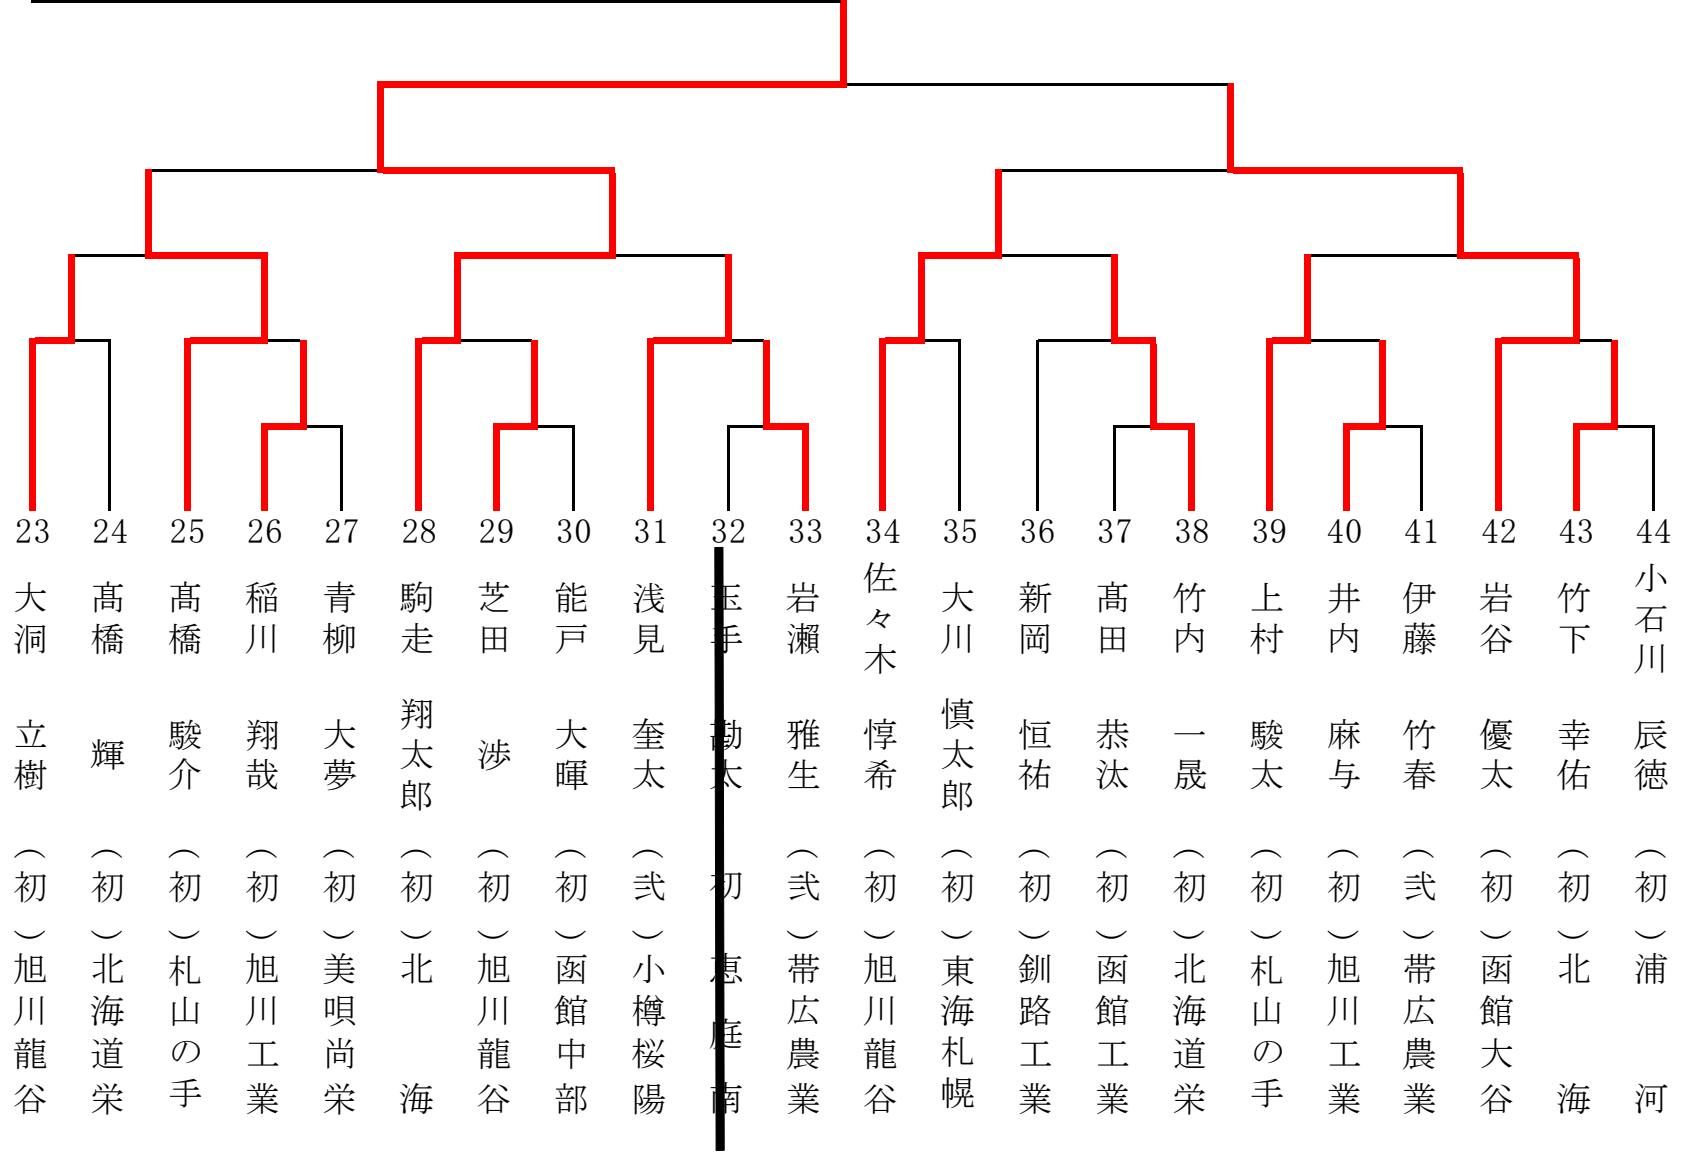 23 24 25 26 27 28 29 30 31 32 33 34 35 36 37 38 39 40 41 42 43 44
大洞 立樹 （初）旭川龍谷
髙橋 輝 （初）北海道栄
髙橋 駿介 （初）札山の手
稲川 翔哉 （初）旭川工業
青柳 大夢 （初）美唄尚栄
駒走 翔太郎 （初）北 海
芝田 渉 （初）旭川龍谷
能戸 大暉 （初）函館中部
浅見 奎太 （弐）小樽桜陽
玉手 勘太 初 恵庭南
岩瀬 雅生 （弐）帯広農業
佐々木 惇希 （初）旭川龍谷
大川 慎太郎 （初）東海札幌
新岡 恒祐 （初）釧路工業
髙田 恭汰 （初）函館工業
竹内 一晟 （初）北海道栄
上村 駿太 （初）札山の手
井内 麻与 （初）旭川工業
伊藤 竹春 （弐）帯広農業
岩谷 優太 （初）函館大谷
竹下 幸佑 （初）北 海
小石川 辰徳 （初）浦 河